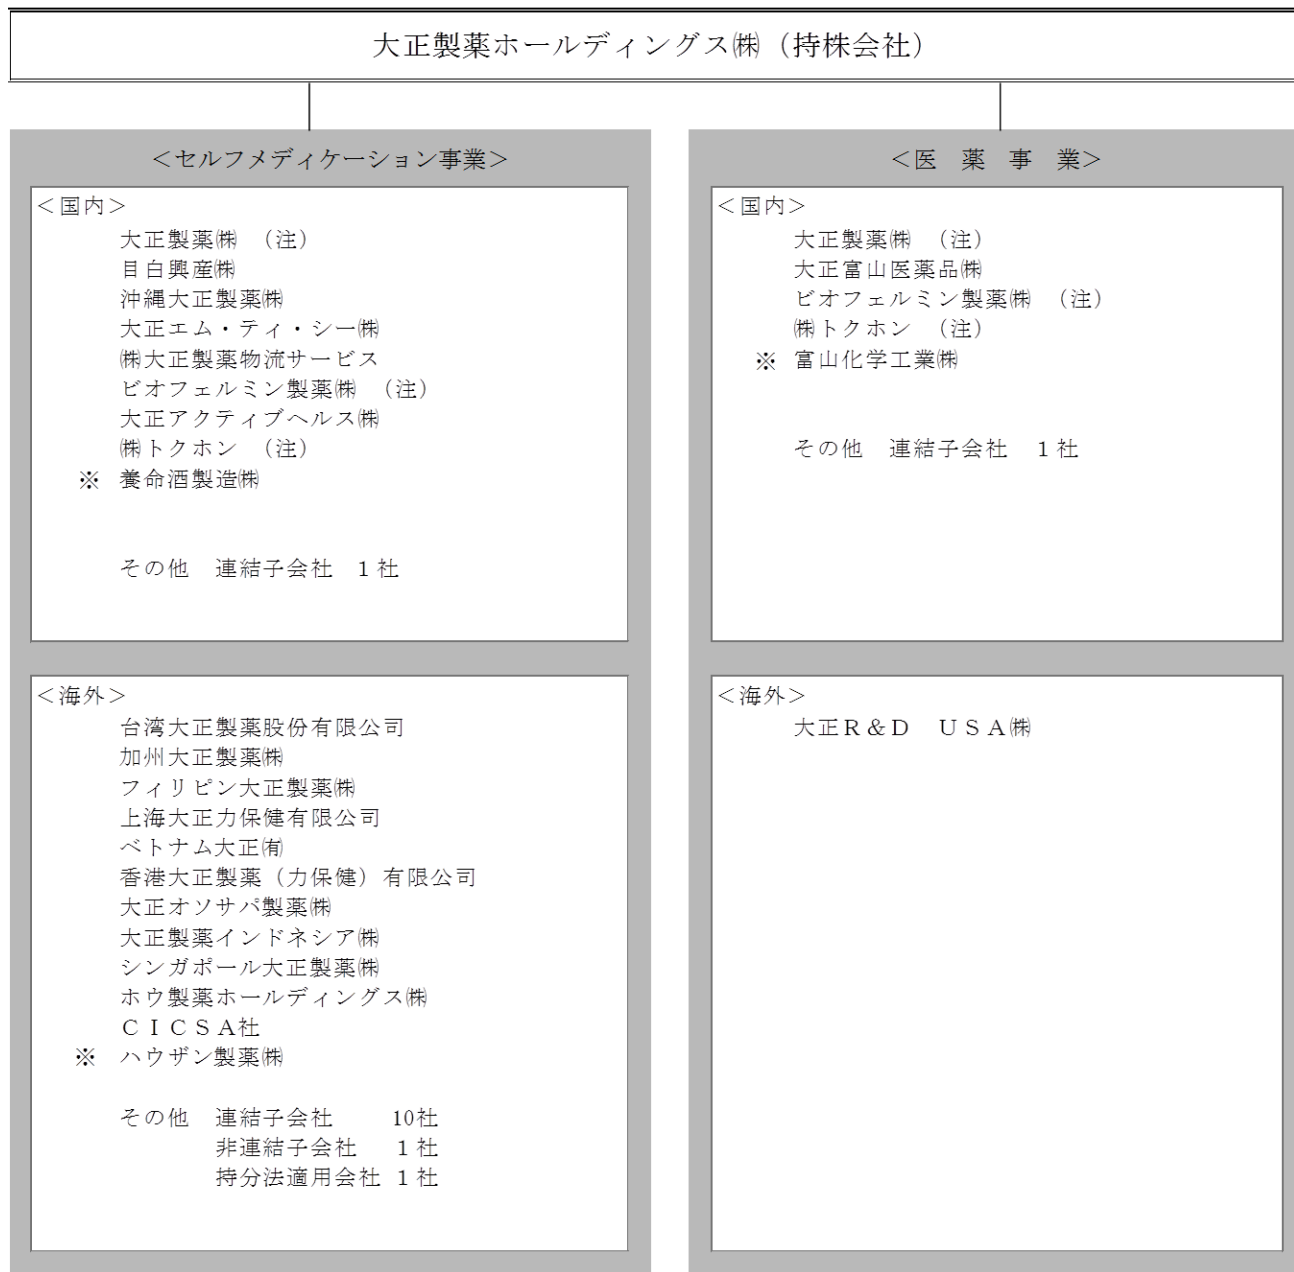 大正製薬ホールディングス㈱（持株会社）
＜セルフメディケーション事業＞
＜国内＞
大正製薬㈱　（注）
目白興産㈱
沖縄大正製薬㈱
大正エム・ティ・シー㈱
㈱大正製薬物流サービス
ビオフェルミン製薬㈱　（注）
大正アクティブヘルス㈱
㈱トクホン　（注）
※　養命酒製造㈱
その他　連結子会社　１社
＜海外＞
台湾大正製薬股份有限公司
加州大正製薬㈱
フィリピン大正製薬㈱
上海大正力保健有限公司
ベトナム大正㈲
香港大正製薬（力保健）有限公司
大正オソサパ製薬㈱
大正製薬インドネシア㈱
シンガポール大正製薬㈱
ホウ製薬ホールディングス㈱
ＣＩＣＳＡ社
※　ハウザン製薬㈱
その他　連結子会社　　10社
非連結子会社　１社
持分法適用会社　１社
＜医　薬　事　業＞
＜国内＞
大正製薬㈱　（注）
大正富山医薬品㈱
ビオフェルミン製薬㈱　（注）
㈱トクホン　（注）
※　富山化学工業㈱
その他　連結子会社　１社
＜海外＞
大正Ｒ＆Ｄ　ＵＳＡ㈱